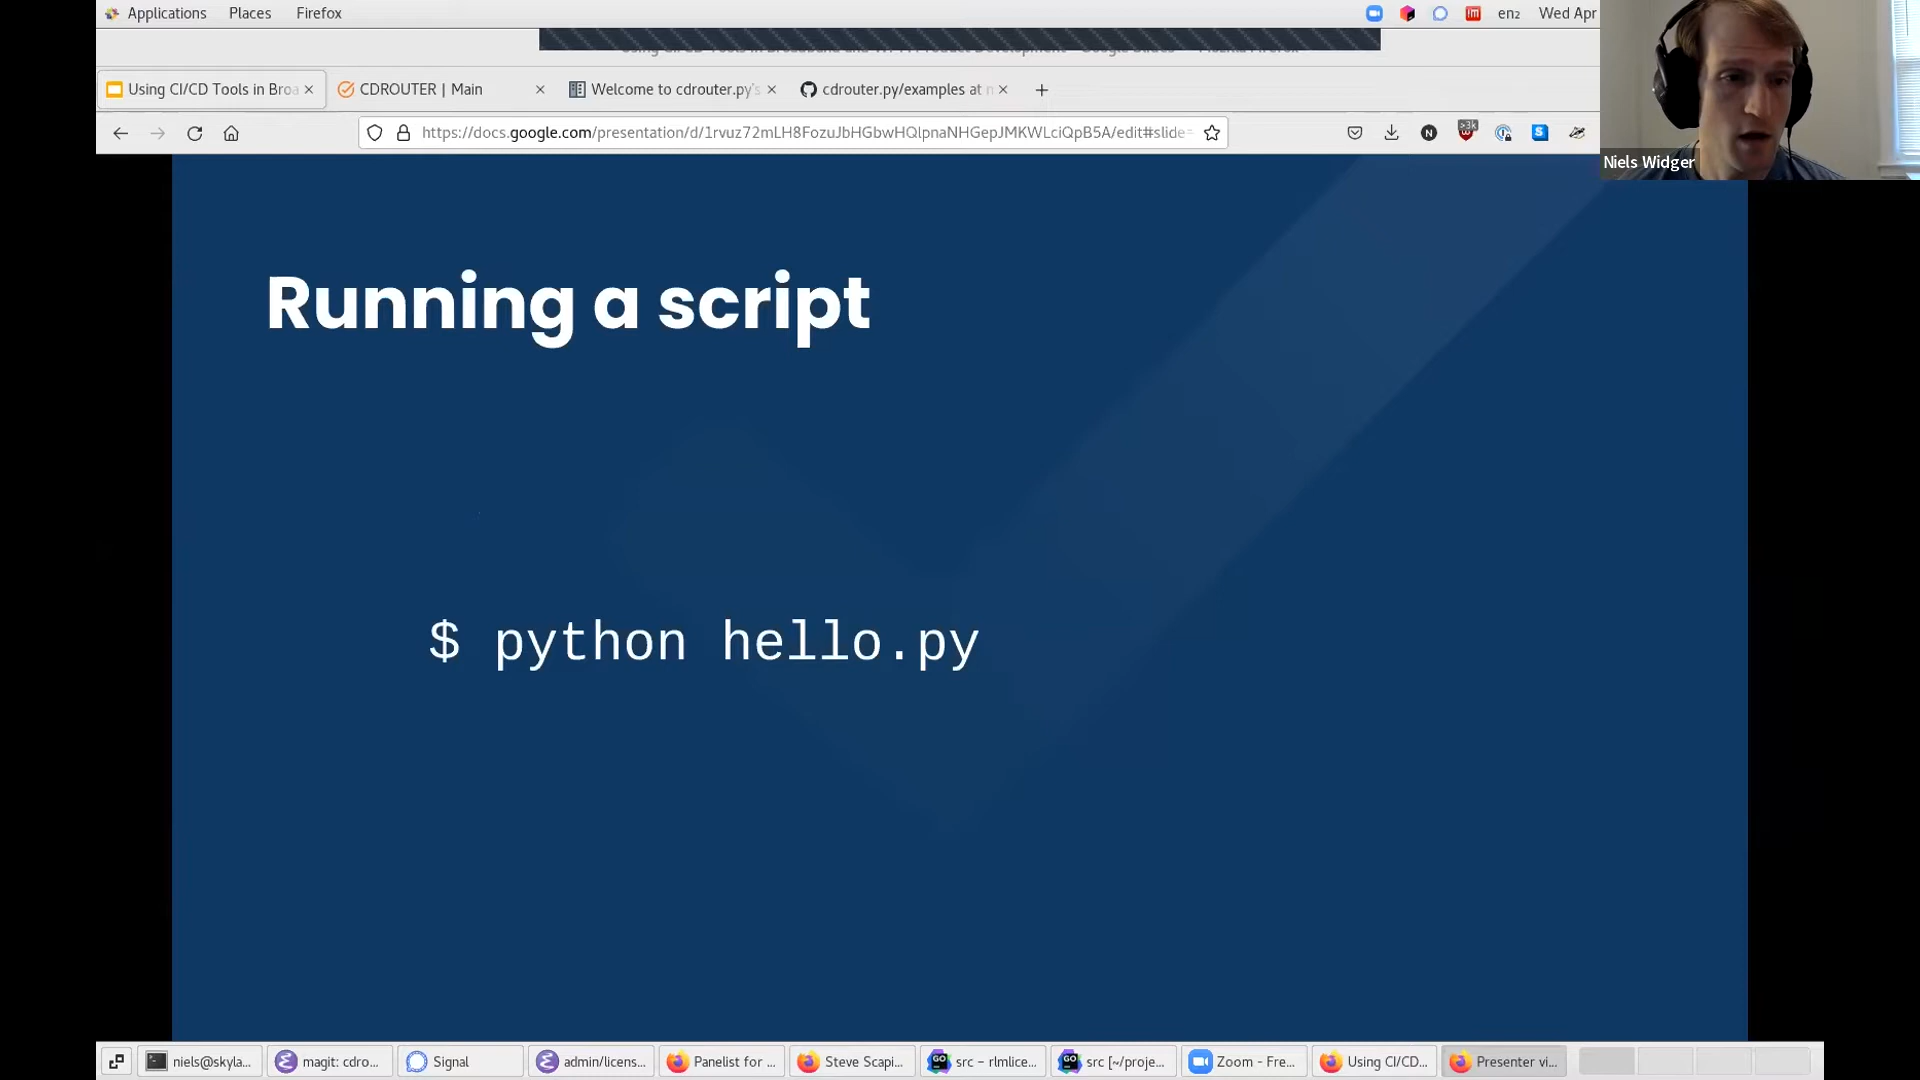 Applications Places Firefox en₂ Wed Apr
Using CI/CD Tools in Broa CDROUTER | Main Welcome to cdrouter.py's cdrouter.py/examples at
https://docs.google.com/presentation/d/1rvuz72mLH8FozuJbHGbwHQlpnaNHGepJMKWLciQpB5A/edit#slide=
N >3k S
Niels Widger
Running a script
$ python hello.py
niels@skyla... magit: cdro... Signal admin/licens... Panelist for ... Steve Scapi... src – rlmlice... src [~/proje... Zoom - Fre... Using CI/CD... Presenter vi...